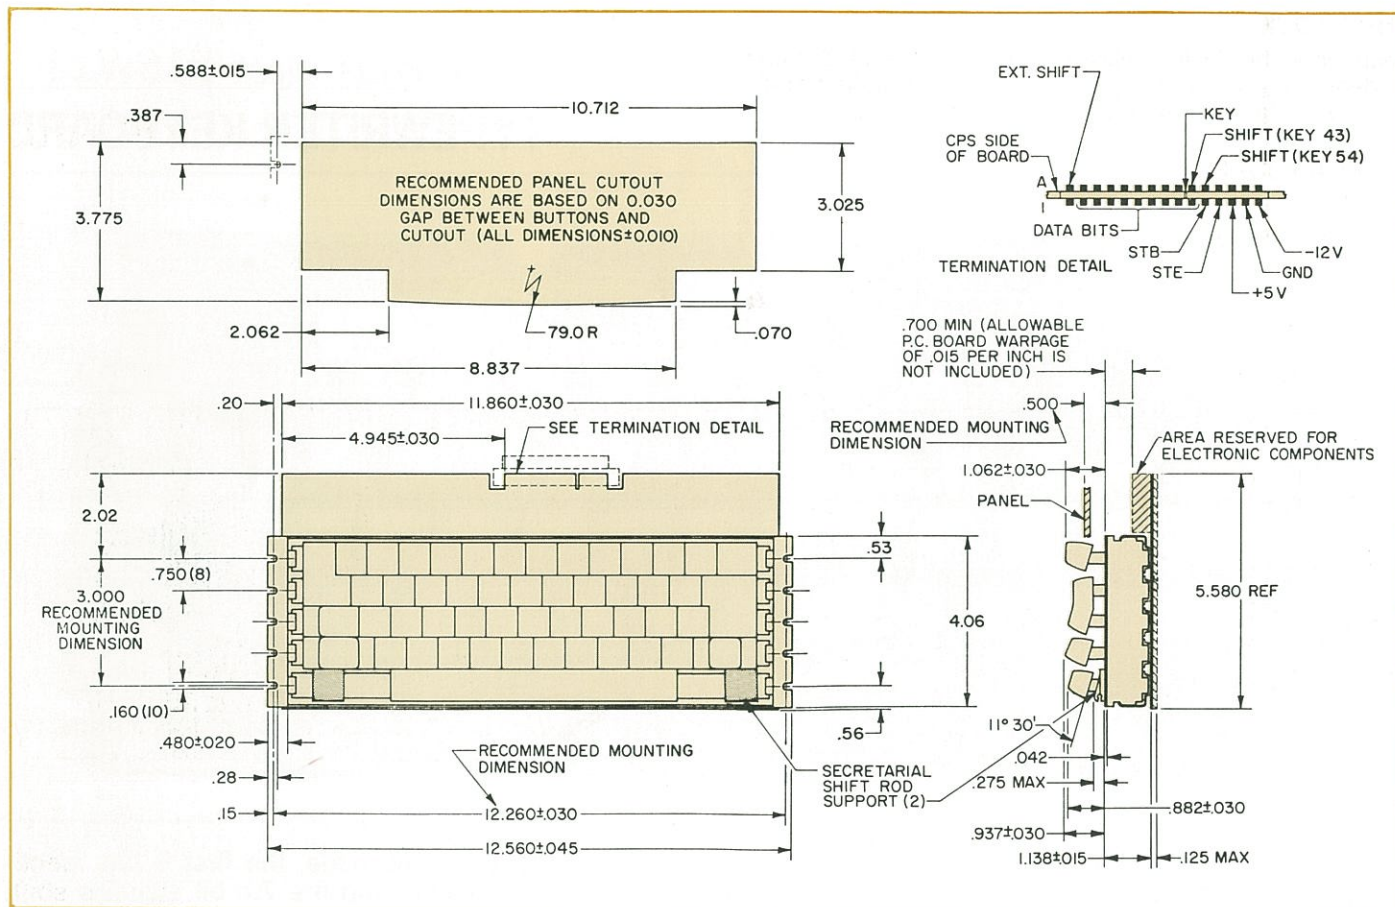 .588±.015
.387
10.712
3.775
RECOMMENDED PANEL CUTOUT
DIMENSIONS ARE BASED ON 0.030
GAP BETWEEN BUTTONS AND
CUTOUT (ALL DIMENSIONS±0.010)
3.025
2.062
79.0 R
.070
8.837
EXT. SHIFT
KEY
SHIFT (KEY 43)
SHIFT (KEY 54)
CPS SIDE
OF BOARD
A
1
DATA BITS
STB
STE
+5 V
GND
-12 V
TERMINATION DETAIL
.700 MIN (ALLOWABLE
P.C. BOARD WARPAGE
OF .015 PER INCH IS
NOT INCLUDED)
.20
11.860±.030
4.945±.030
SEE TERMINATION DETAIL
.500
RECOMMENDED MOUNTING
DIMENSION
AREA RESERVED FOR
ELECTRONIC COMPONENTS
1.062±.030
PANEL
2.02
.750 (8)
3.000
RECOMMENDED
MOUNTING
DIMENSION
.160 (10)
.53
4.06
5.580 REF
.56
.480±.020
.28
.15
RECOMMENDED MOUNTING
DIMENSION
12.260±.030
12.560±.045
SECRETARIAL
SHIFT ROD
SUPPORT (2)
11° 30'
.042
.275 MAX
.882±.030
.937±.030
1.138±.015
.125 MAX